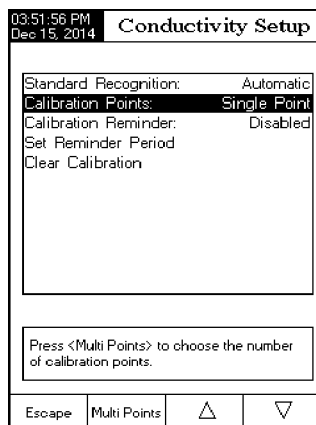 03:51:56 PM
Dec 15, 2014
Conductivity Setup
Standard Recognition: Automatic
Calibration Points: Single Point
Calibration Reminder: Disabled
Set Reminder Period
Clear Calibration
Press <Multi Points> to choose the number
of calibration points.
Escape Multi Points